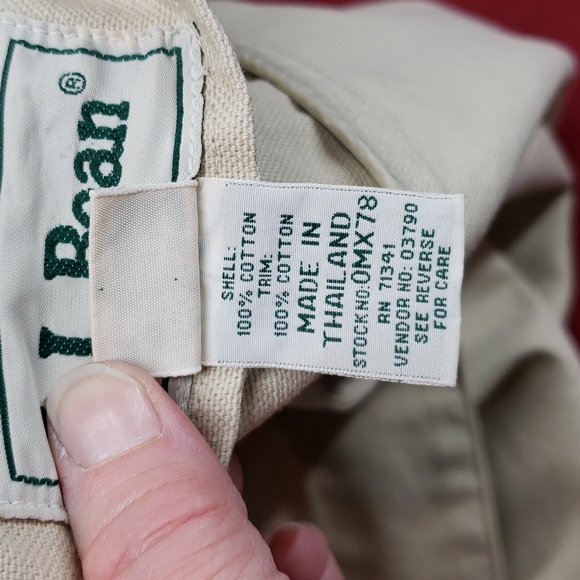 L Bean®
SHELL:
100% COTTON
TRIM:
100% COTTON
MADE IN
THAILAND
STOCK NO. OMX78
RN 71341
VENDOR NO: 03790
SEE REVERSE
FOR CARE